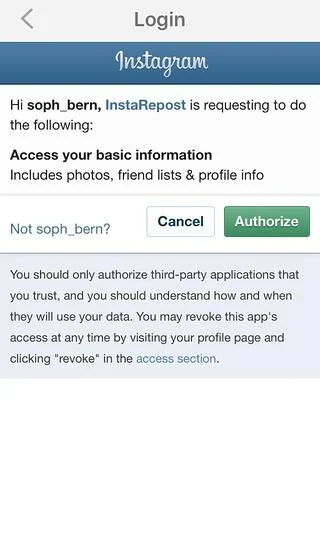 Login
Instagram
Hi soph_bern, InstaRepost is requesting to do
the following:
Access your basic information
Includes photos, friend lists & profile info
Not soph_bern?
Cancel
Authorize
You should only authorize third-party applications that
you trust, and you should understand how and when
they will use your data. You may revoke this app's
access at any time by visiting your profile page and
clicking "revoke" in the access section.